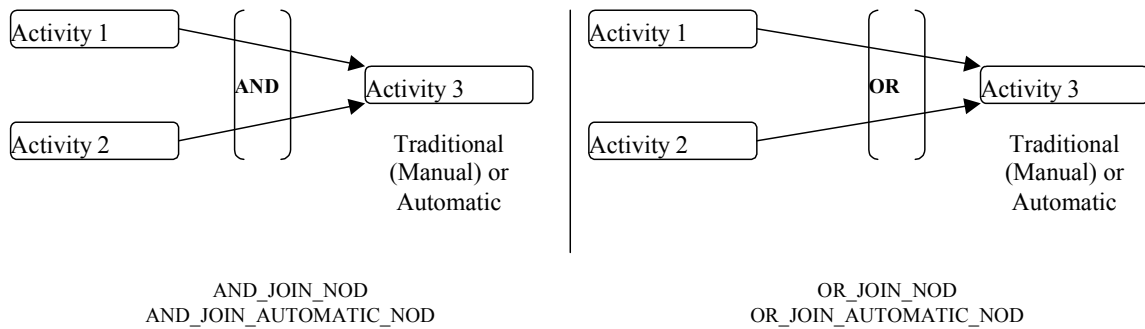 Activity 1
AND
Activity 3
Activity 2
Traditional
(Manual) or
Automatic
AND_JOIN_NOD
AND_JOIN_AUTOMATIC_NOD
Activity 1
OR
Activity 3
Activity 2
Traditional
(Manual) or
Automatic
OR_JOIN_NOD
OR_JOIN_AUTOMATIC_NOD